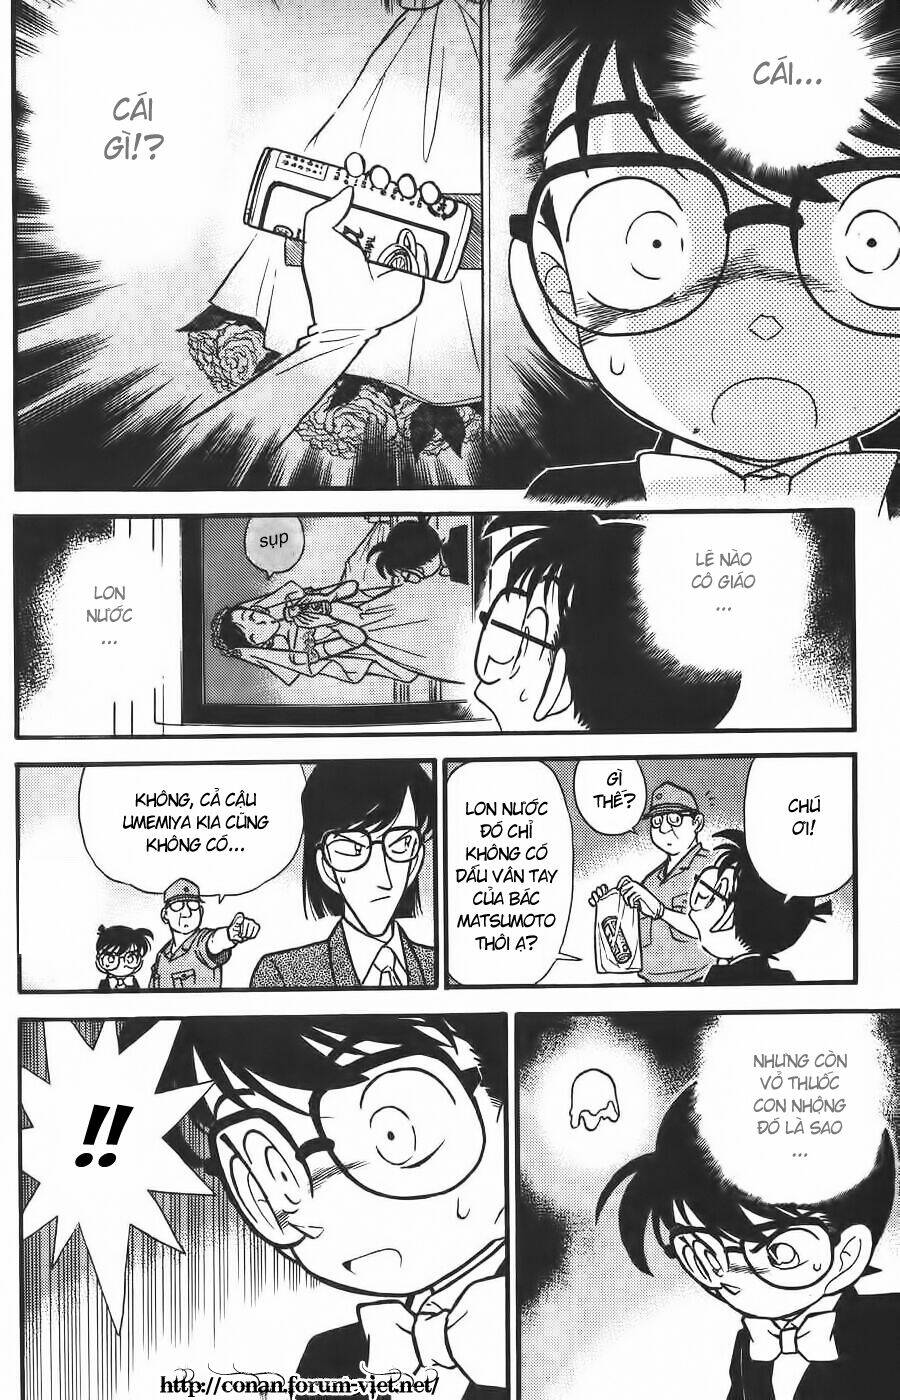 CÁI...
CÁI
GÌ!?
LẼ NÀO
CÔ GIÁO
...
sụp
LON
NƯỚC
...
CHÚ
ƠI!
GÌ
THẾ?
LON NƯỚC
ĐÓ CHỈ
KHÔNG CÓ
DẤU VÂN TAY
CỦA BÁC
MATSUMOTO
THÔI Ạ?
KHÔNG, CẢ CẬU
UMEMIYA KIA CŨNG
KHÔNG CÓ...
NHƯNG CÒN
VỎ THUỐC
CON NHỘNG
ĐÓ LÀ SAO
...
!!
http://conan.forum-viet.net/